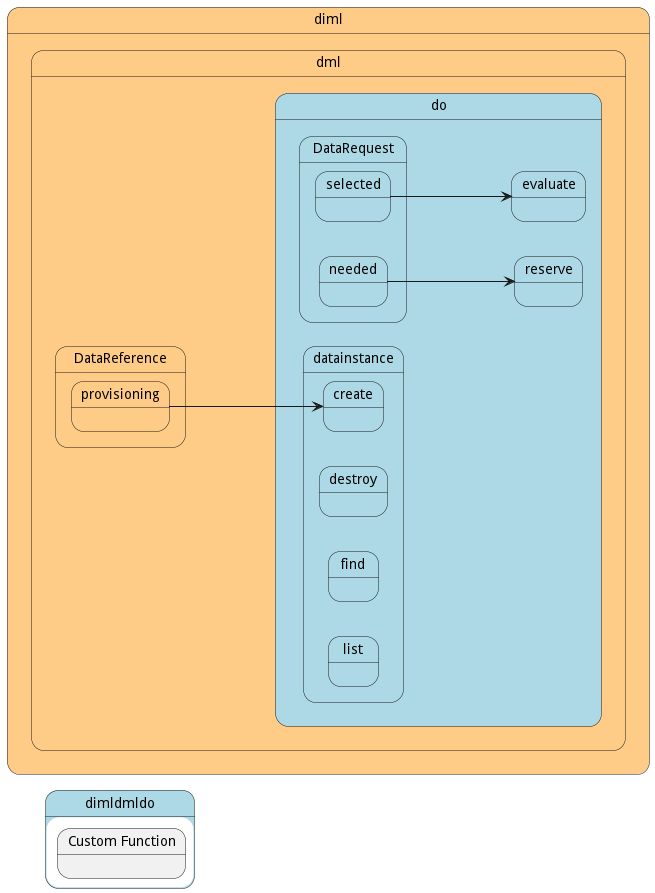 diml
dml
do
DataRequest
selected
evaluate
needed
reserve
DataReference
datainstance
provisioning
create
destroy
find
list
dimldmldo
Custom Function